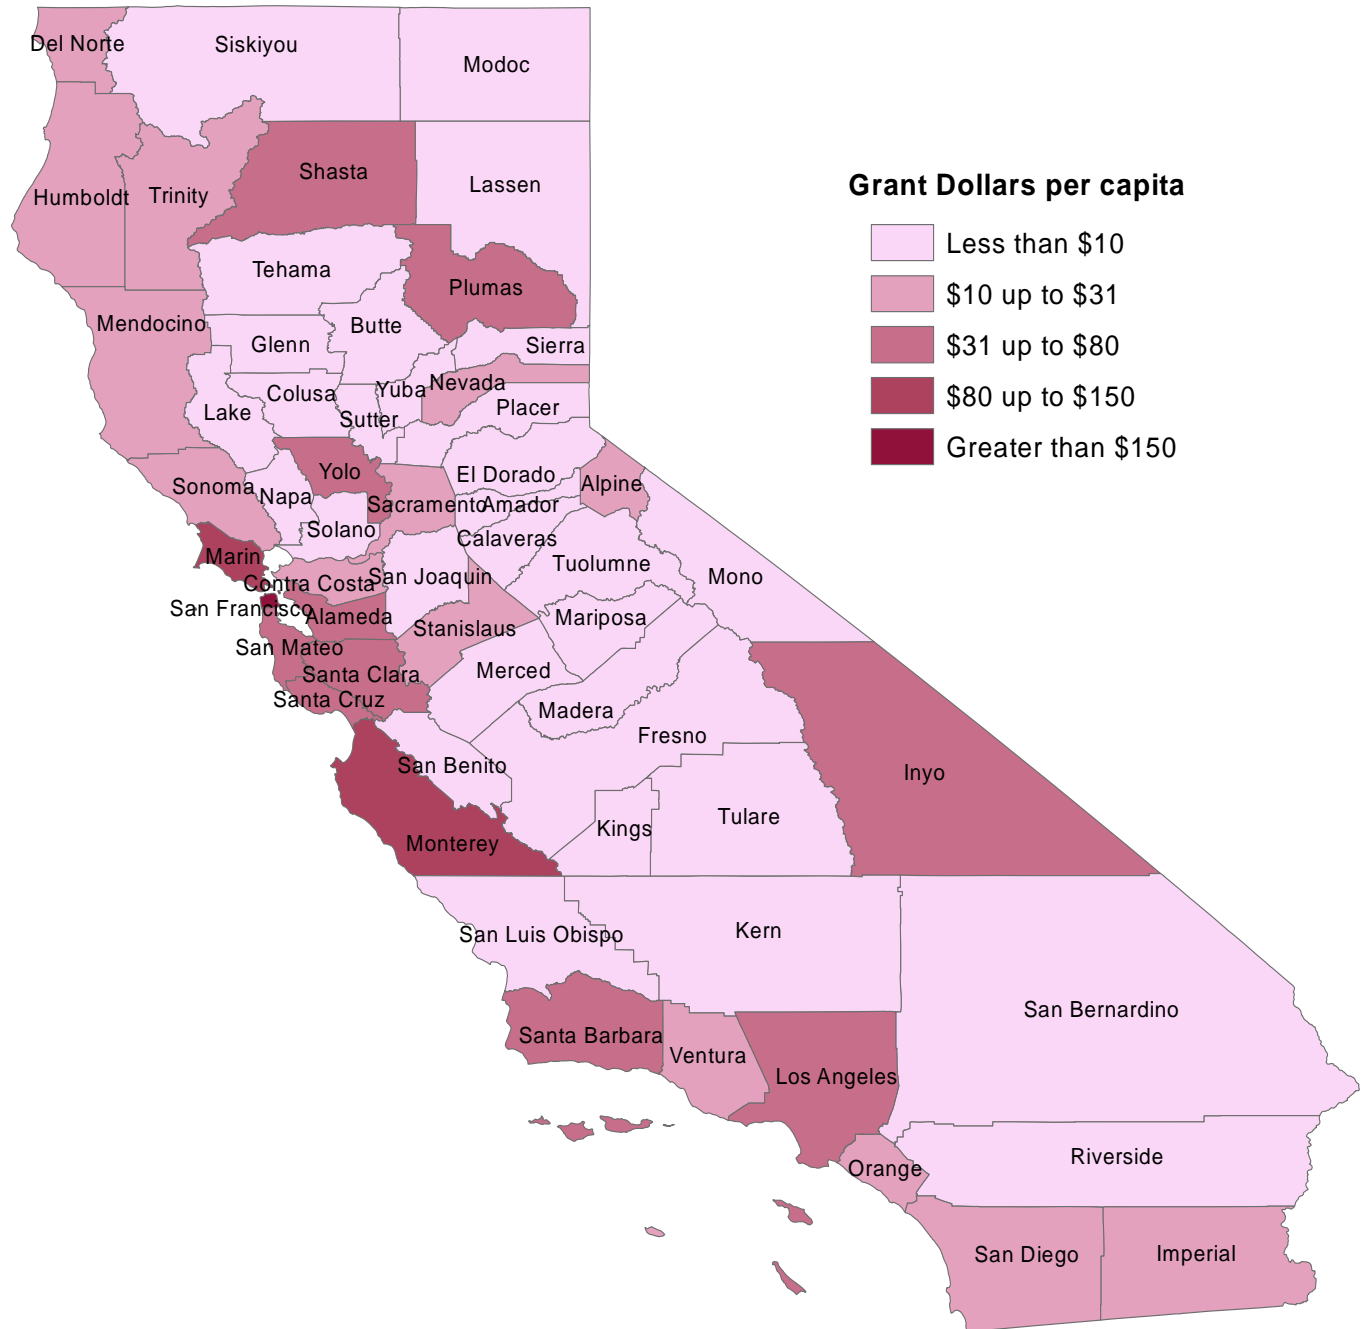 Del Norte
Siskiyou
Modoc
Humboldt
Trinity
Shasta
Lassen
Grant Dollars per capita
Less than $10
$10 up to $31
$31 up to $80
$80 up to $150
Greater than $150
Tehama
Plumas
Mendocino
Butte
Glenn
Sierra
Colusa
Yuba
Nevada
Lake
Sutter
Placer
Yolo
El Dorado
Sonoma
Napa
Alpine
Sacramento
Amador
Solano
Calaveras
Marin
Tuolumne
Contra Costa
San Joaquin
Mono
San Francisco
Alameda
Mariposa
Stanislaus
San Mateo
Merced
Santa Clara
Santa Cruz
Madera
Fresno
San Benito
Inyo
Kings
Tulare
Monterey
San Luis Obispo
Kern
San Bernardino
Santa Barbara
Ventura
Los Angeles
Orange
Riverside
San Diego
Imperial